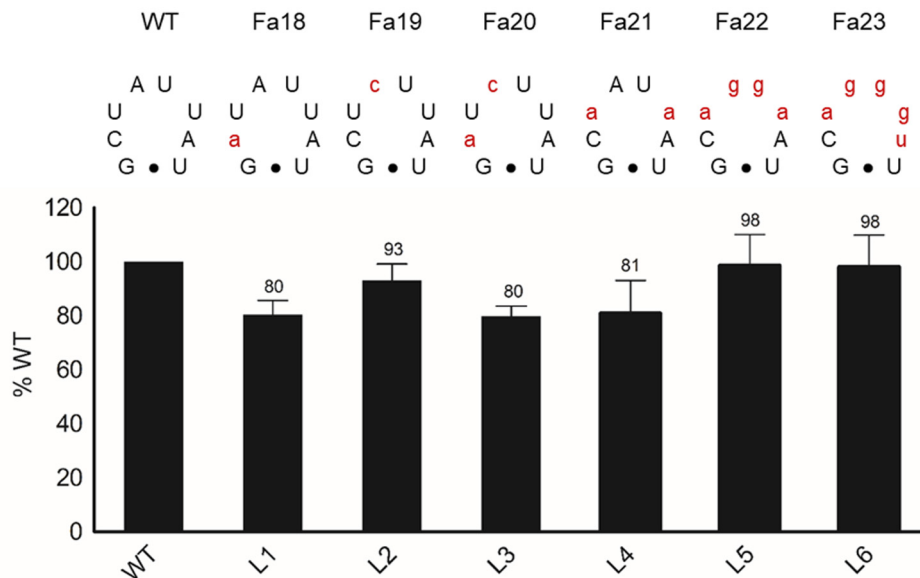 WT Fa18 Fa19 Fa20 Fa21 Fa22 Fa23
A U A U c U c U A U g g g g
U U U U U U U U a a a a a g
C A a A C A a A C A C A C u
G • U G • U G • U G • U G • U G • U G • U
% WT
120
100
80
60
40
20
0
80
93
80
81
98
98
WT L1 L2 L3 L4 L5 L6